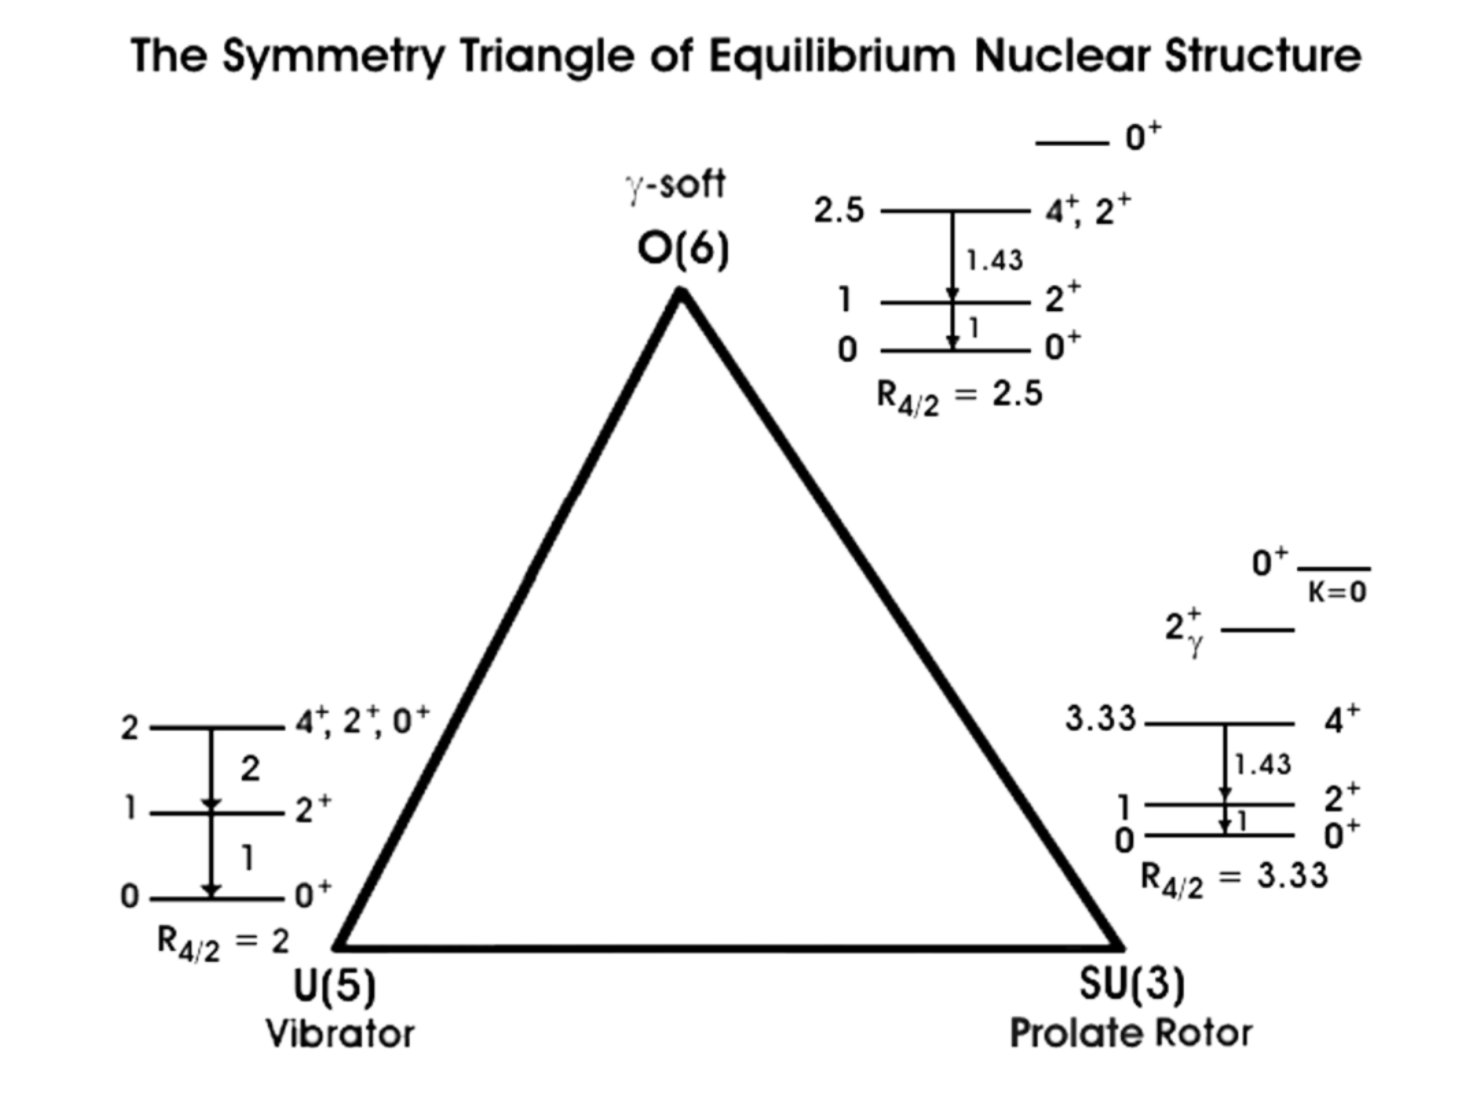 The Symmetry Triangle of Equilibrium Nuclear Structure
0⁺
γ-soft
O(6)
2.5 4⁺, 2⁺
1.43
1 2⁺
1
0 0⁺
R₄/₂ = 2.5
0⁺
K=0
2⁺γ
3.33 4⁺
1.43
1 2⁺
1
0 0⁺
R₄/₂ = 3.33
2 4⁺, 2⁺, 0⁺
2
1 2⁺
1
0 0⁺
R₄/₂ = 2
U(5)
Vibrator
SU(3)
Prolate Rotor